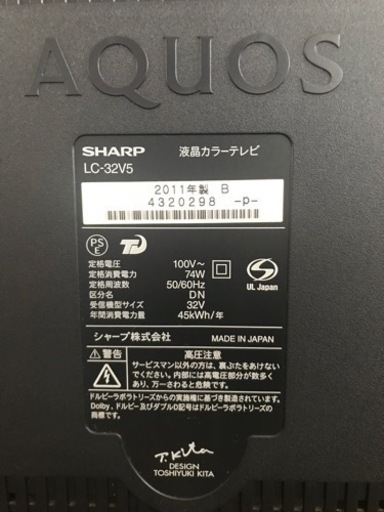 AQUOS
SHARP 液晶カラーテレビ
LC-32V5
2011年製 B
4320298 -p-
PS
E
定格電圧 100V~
定格消費電力 74W
定格周波数 50/60Hz
区分名 DN
受信機型サイズ 32V
年間消費電力量 45kWh/年
UL Japan
シャープ株式会社 MADE IN JAPAN
警告 高圧注意
サービスマン以外の方は、裏ぶたをあけないで
ください。内部には高電圧部分が数多く
あり、万一さわると危険です。
ドルビーラボラトリーズからの実施権に基づき製造されています。
Dolby、ドルビー及びダブルD記号はドルビーラボラトリーズ
の商標です。
T. Kita
DESIGN
TOSHIYUKI KITA